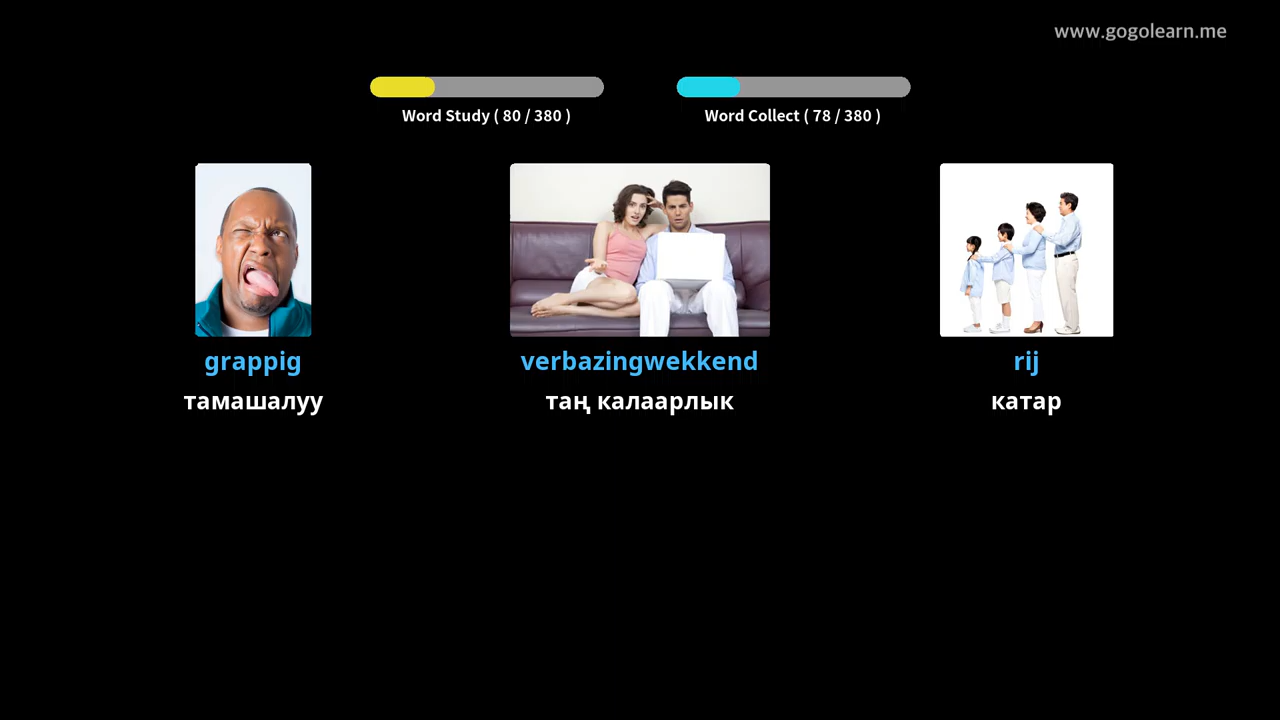 www.gogolearn.me
Word Study ( 80 / 380 )
Word Collect ( 78 / 380 )
grappig
verbazingwekkend
rij
тамашалуу
таң калаарлык
катар